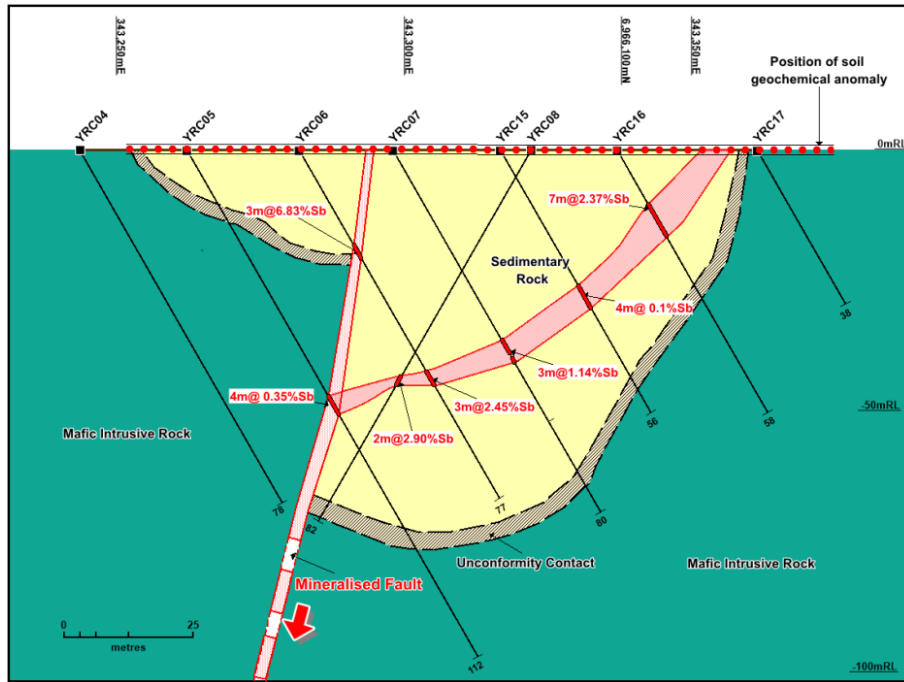 343,250mE
343,300mE
6,966,100mN
343,350mE
Position of soil
geochemical anomaly
YRC04
YRC05
YRC06
YRC07
YRC15
YRC08
YRC16
YRC17
0mRL
3m@6.83%Sb
7m@2.37%Sb
Sedimentary
Rock
4m@ 0.1%Sb
38
3m@1.14%Sb
4m@ 0.35%Sb
3m@2.45%Sb
2m@2.90%Sb
56
58
-50mRL
Mafic Intrusive Rock
78
82
77
80
Unconformity Contact
Mafic Intrusive Rock
Mineralised Fault
0
25
metres
112
-100mRL